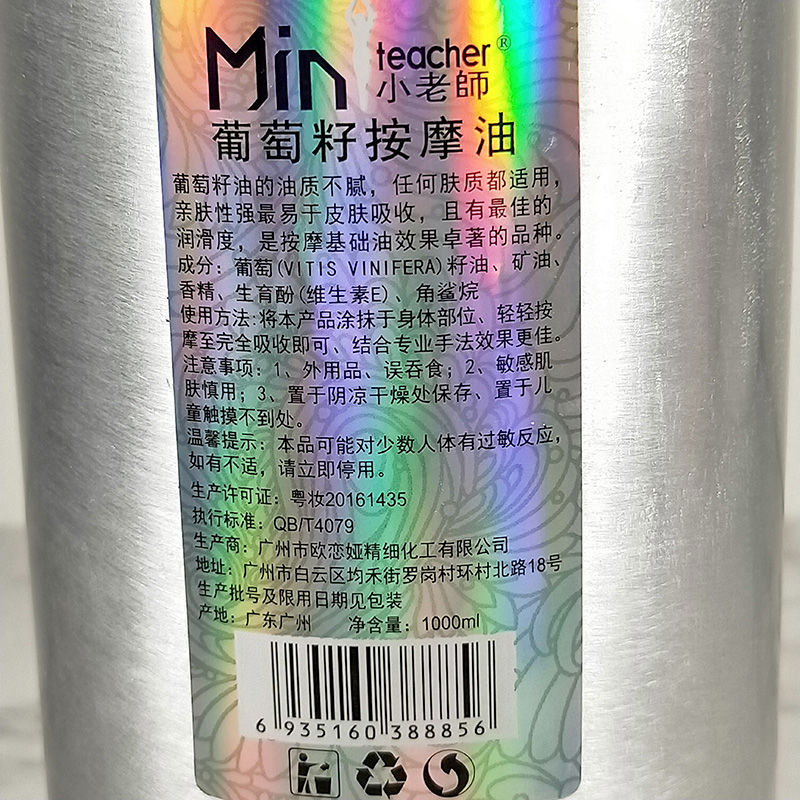 Min teacher®
小老師
葡萄籽按摩油
葡萄籽油的油质不腻，任何肤质都适用，
亲肤性强最易于皮肤吸收，且有最佳的
润滑度，是按摩基础油效果卓著的品种。
成分：葡萄(VITIS VINIFERA)籽油、矿油、
香精、生育酚(维生素E)、角鲨烷
使用方法:将本产品涂抹于身体部位、轻轻按
摩至完全吸收即可、结合专业手法效果更佳。
注意事项：1、外用品、误吞食；2、敏感肌
肤慎用；3、置于阴凉干燥处保存、置于儿
童触摸不到处。
温馨提示：本品可能对少数人体有过敏反应，
如有不适，请立即停用。
生产许可证：粤妆20161435
执行标准：QB/T4079
生产商：广州市欧恋娅精细化工有限公司
地址：广州市白云区均禾街罗岗村环村北路18号
生产批号及限用日期见包装
产地：广东广州 净含量：1000ml
6 935160 388856